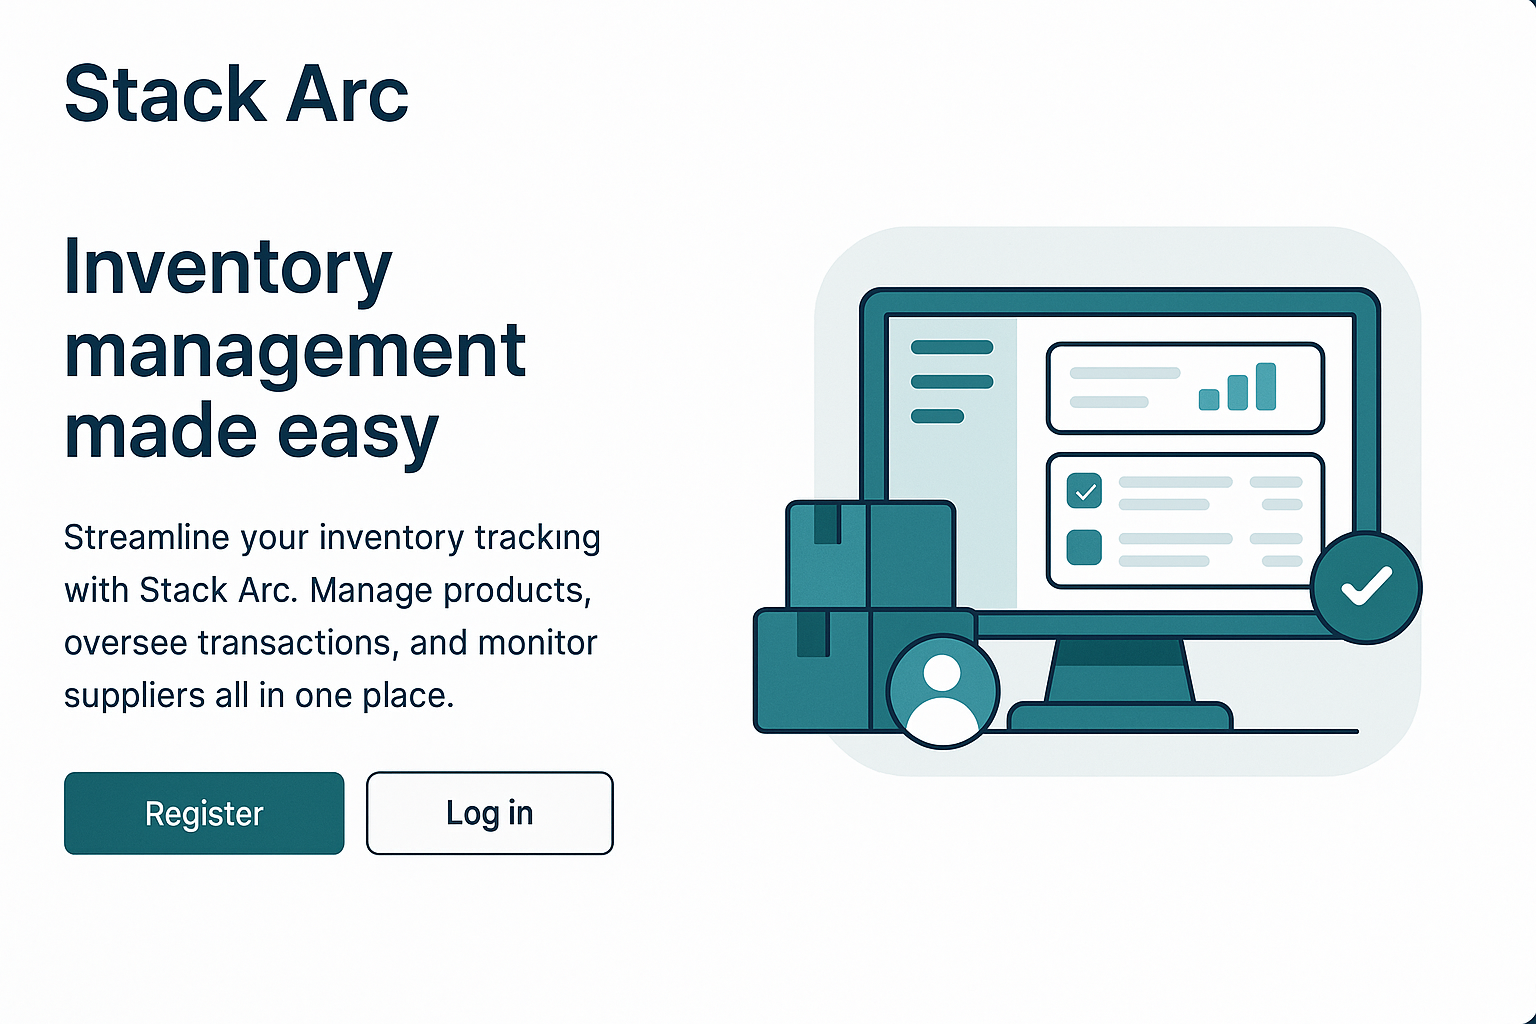 Stack Arc
Inventory
management
made easy
Streamline your inventory trackıng
with Stack Arc. Manage products,
oversee transactions, and monitor
suppliers all in one place.
Register
Log in